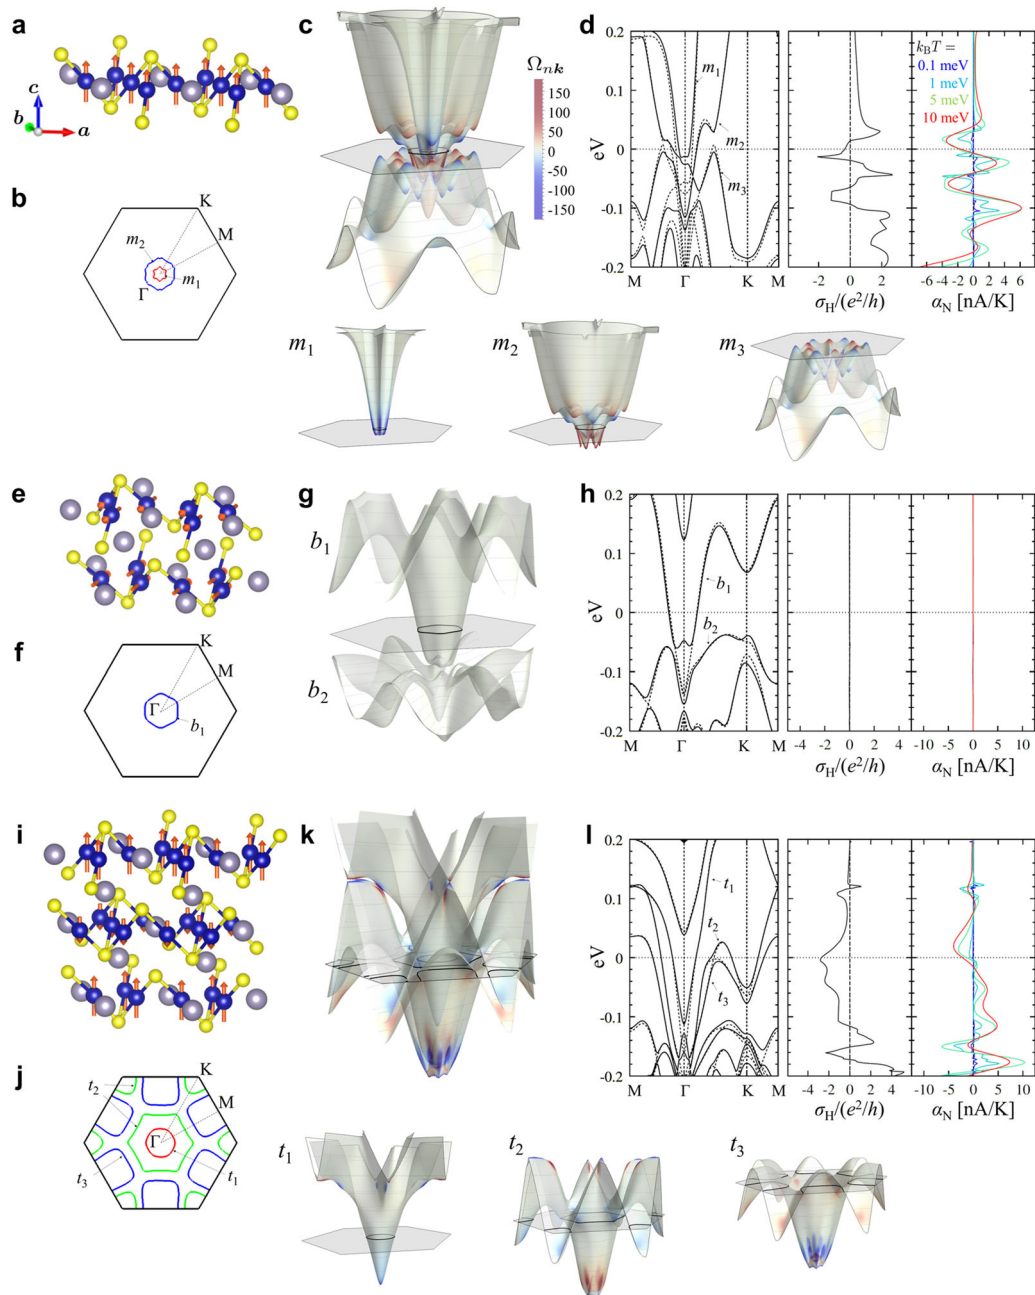 a
c
b
a
b
K
M
m2
m1
Γ
c
Ωnk
150
100
50
0
-50
-100
-150
d
0.2
0.1
0
-0.1
-0.2
eV
m1
m2
m3
M
Γ
K
M
-2
0
2
σH/(e²/h)
kBT =
0.1 meV
1 meV
5 meV
10 meV
-6
-4
-2
0
2
4
6
αN [nA/K]
m1
m2
m3
e
f
K
M
Γ
b1
g
b1
b2
h
0.2
0.1
0
-0.1
-0.2
eV
b1
b2
M
Γ
K
M
-4
-2
0
2
4
σH/(e²/h)
-10
-5
0
5
10
αN [nA/K]
i
j
t2
K
M
Γ
t3
t1
k
l
0.2
0.1
0
-0.1
-0.2
eV
t1
t2
t3
M
Γ
K
M
-4
-2
0
2
4
σH/(e²/h)
-10
-5
0
5
10
αN [nA/K]
t1
t2
t3